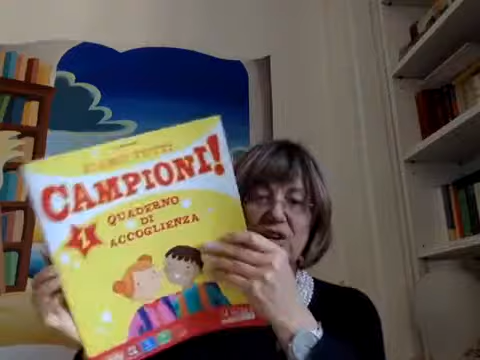 SIAMO TUTTI
CAMPIONI!
1
QUADERNO
DI
ACCOGLIENZA